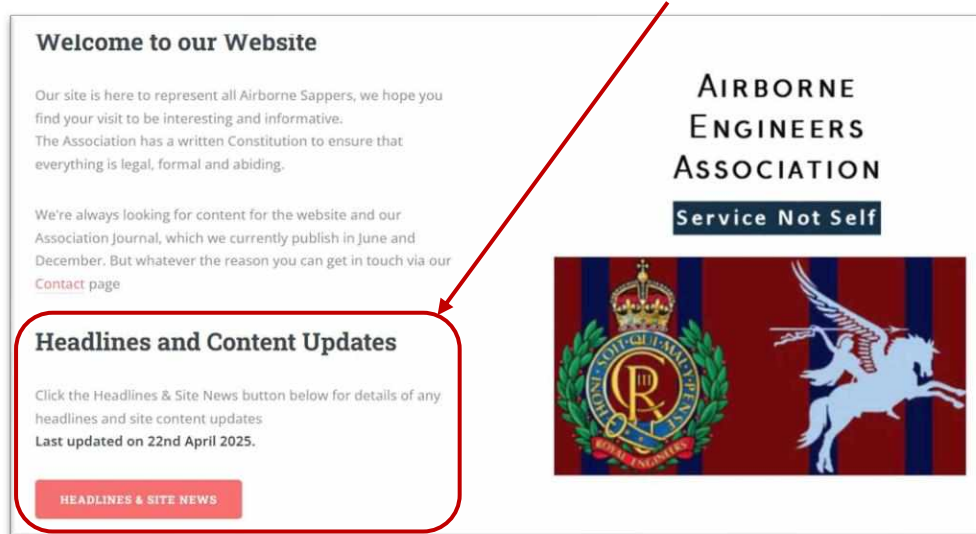 Welcome to our Website
Our site is here to represent all Airborne Sappers, we hope you
find your visit to be interesting and informative.
The Association has a written Constitution to ensure that
everything is legal, formal and abiding.
We're always looking for content for the website and our
Association Journal, which we currently publish in June and
December. But whatever the reason you can get in touch via our
Contact page
Headlines and Content Updates
Click the Headlines & Site News button below for details of any
headlines and site content updates
Last updated on 22nd April 2025.
HEADLINES & SITE NEWS
AIRBORNE
ENGINEERS
ASSOCIATION
Service Not Self
HONI·SOIT·QUI·MAL·Y·PENSE
CR
III
ROYAL ENGINEERS